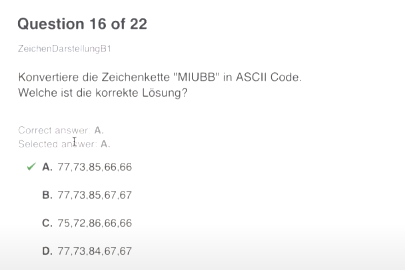 Question 16 of 22
ZeichenDarstellungB1
Konvertiere die Zeichenkette "MIUBB" in ASCII Code.
Welche ist die korrekte Lösung?
Correct answer: A.
Selected answer: A.
A. 77,73,85,66,66
B. 77,73,85,67,67
C. 75,72,86,66,66
D. 77,73,84,67,67